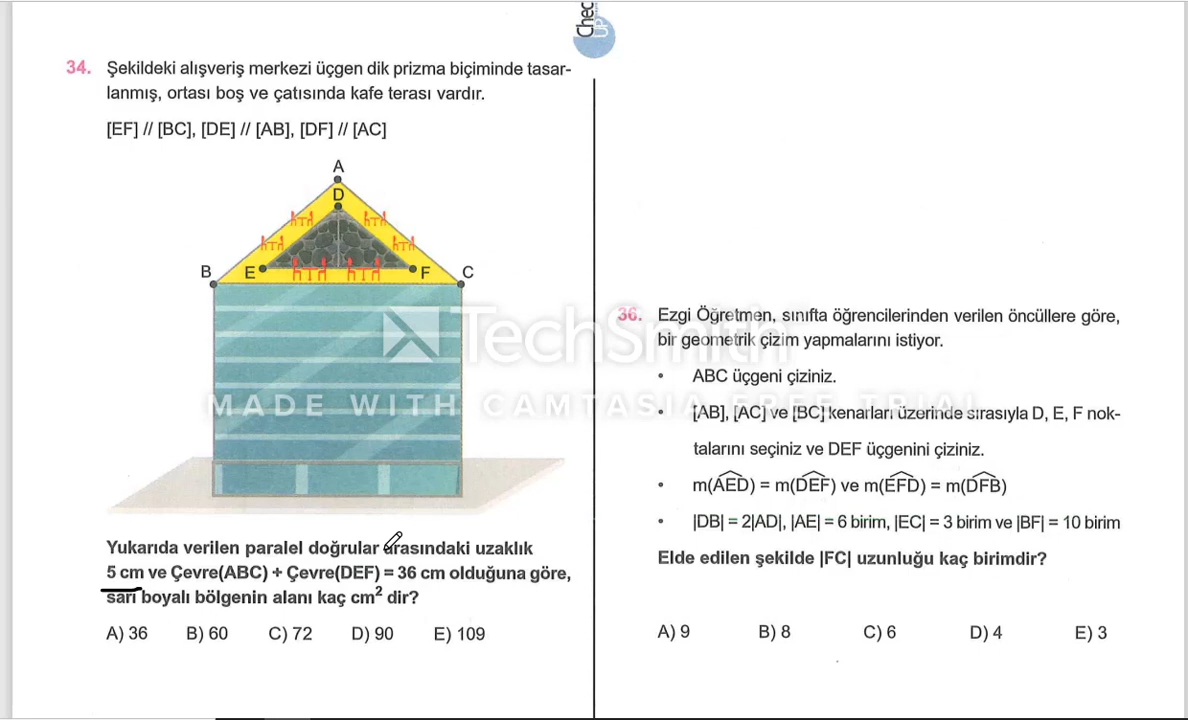 Chec
UP
34. Şekildeki alışveriş merkezi üçgen dik prizma biçiminde tasar-
lanmış, ortası boş ve çatısında kafe terası vardır.
[EF] // [BC], [DE] // [AB], [DF] // [AC]
A
D
B E F C
Yukarıda verilen paralel doğrular arasındaki uzaklık
5 cm ve Çevre(ABC) + Çevre(DEF) = 36 cm olduğuna göre,
sarı boyalı bölgenin alanı kaç cm² dir?
A) 36 B) 60 C) 72 D) 90 E) 109
36. Ezgi Öğretmen, sınıfta öğrencilerinden verilen öncüllere göre,
bir geometrik çizim yapmalarını istiyor.
• ABC üçgeni çiziniz.
• [AB], [AC] ve [BC] kenarları üzerinde sırasıyla D, E, F nok-
talarını seçiniz ve DEF üçgenini çiziniz.
• m(AED) = m(DEF) ve m(EFD) = m(DFB)
• |DB| = 2|AD|, |AE| = 6 birim, |EC| = 3 birim ve |BF| = 10 birim
Elde edilen şekilde |FC| uzunluğu kaç birimdir?
A) 9 B) 8 C) 6 D) 4 E) 3
TechSmith
MADE WITH CAMTASIA FREE TRIAL